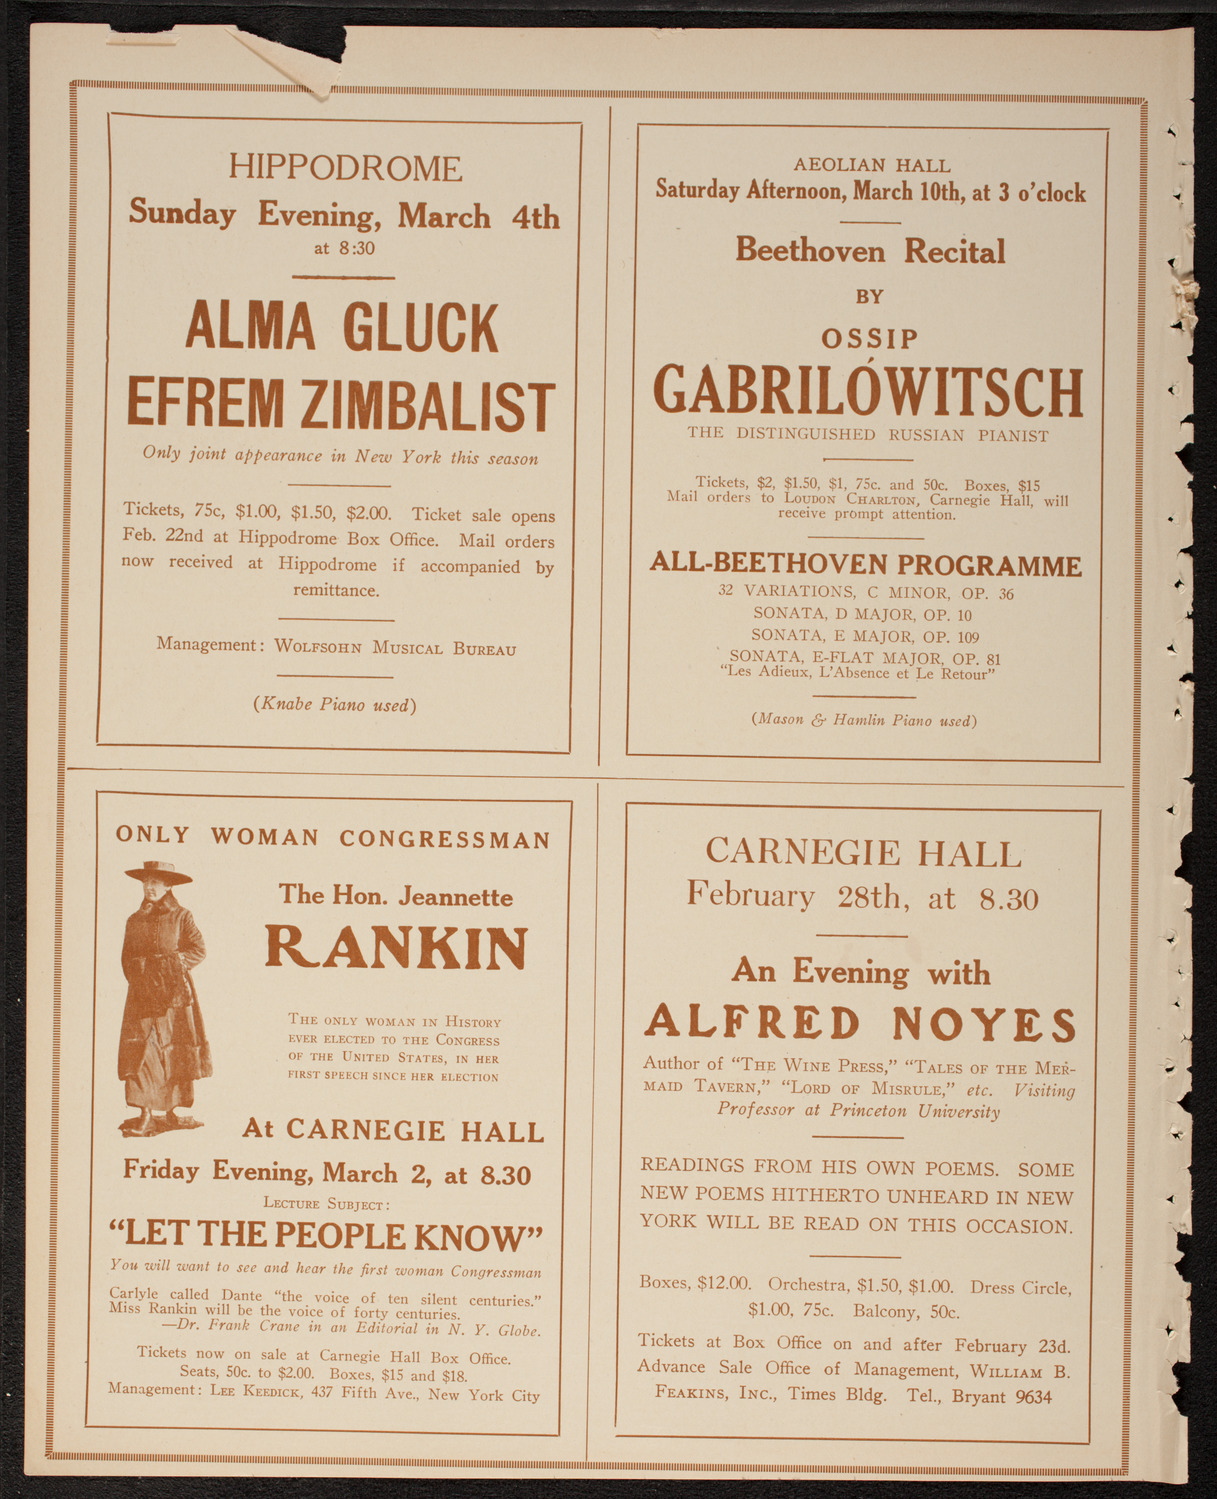 HIPPODROME
Sunday Evening, March 4th
at 8:30
ALMA GLUCK
EFREM ZIMBALIST
Only joint appearance in New York this season
Tickets, 75c, $1.00, $1.50, $2.00. Ticket sale opens
Feb. 22nd at Hippodrome Box Office. Mail orders
now received at Hippodrome if accompanied by
remittance.
Management: WOLFSOHN MUSICAL BUREAU
(Knabe Piano used)
AEOLIAN HALL
Saturday Afternoon, March 10th, at 3 o'clock
Beethoven Recital
BY
OSSIP
GABRILÓWITSCH
THE DISTINGUISHED RUSSIAN PIANIST
Tickets, $2, $1.50, $1, 75c. and 50c. Boxes, $15
Mail orders to LOUDON CHARLTON, Carnegie Hall, will
receive prompt attention.
ALL-BEETHOVEN PROGRAMME
32 VARIATIONS, C MINOR, OP. 36
SONATA, D MAJOR, OP. 10
SONATA, E MAJOR, OP. 109
SONATA, E-FLAT MAJOR, OP. 81
"Les Adieux, L'Absence et Le Retour"
(Mason & Hamlin Piano used)
ONLY WOMAN CONGRESSMAN
The Hon. Jeannette
RANKIN
THE ONLY WOMAN IN HISTORY
EVER ELECTED TO THE CONGRESS
OF THE UNITED STATES, IN HER
FIRST SPEECH SINCE HER ELECTION
At CARNEGIE HALL
Friday Evening, March 2, at 8.30
LECTURE SUBJECT:
"LET THE PEOPLE KNOW"
You will want to see and hear the first woman Congressman
Carlyle called Dante "the voice of ten silent centuries."
Miss Rankin will be the voice of forty centuries.
—Dr. Frank Crane in an Editorial in N. Y. Globe.
Tickets now on sale at Carnegie Hall Box Office.
Seats, 50c. to $2.00. Boxes, $15 and $18.
Management: LEE KEEDICK, 437 Fifth Ave., New York City
CARNEGIE HALL
February 28th, at 8.30
An Evening with
ALFRED NOYES
Author of "THE WINE PRESS," "TALES OF THE MER-
MAID TAVERN," "LORD OF MISRULE," etc. Visiting
Professor at Princeton University
READINGS FROM HIS OWN POEMS. SOME
NEW POEMS HITHERTO UNHEARD IN NEW
YORK WILL BE READ ON THIS OCCASION.
Boxes, $12.00. Orchestra, $1.50, $1.00. Dress Circle,
$1.00, 75c. Balcony, 50c.
Tickets at Box Office on and after February 23d.
Advance Sale Office of Management, WILLIAM B.
FEAKINS, INC., Times Bldg. Tel., Bryant 9634